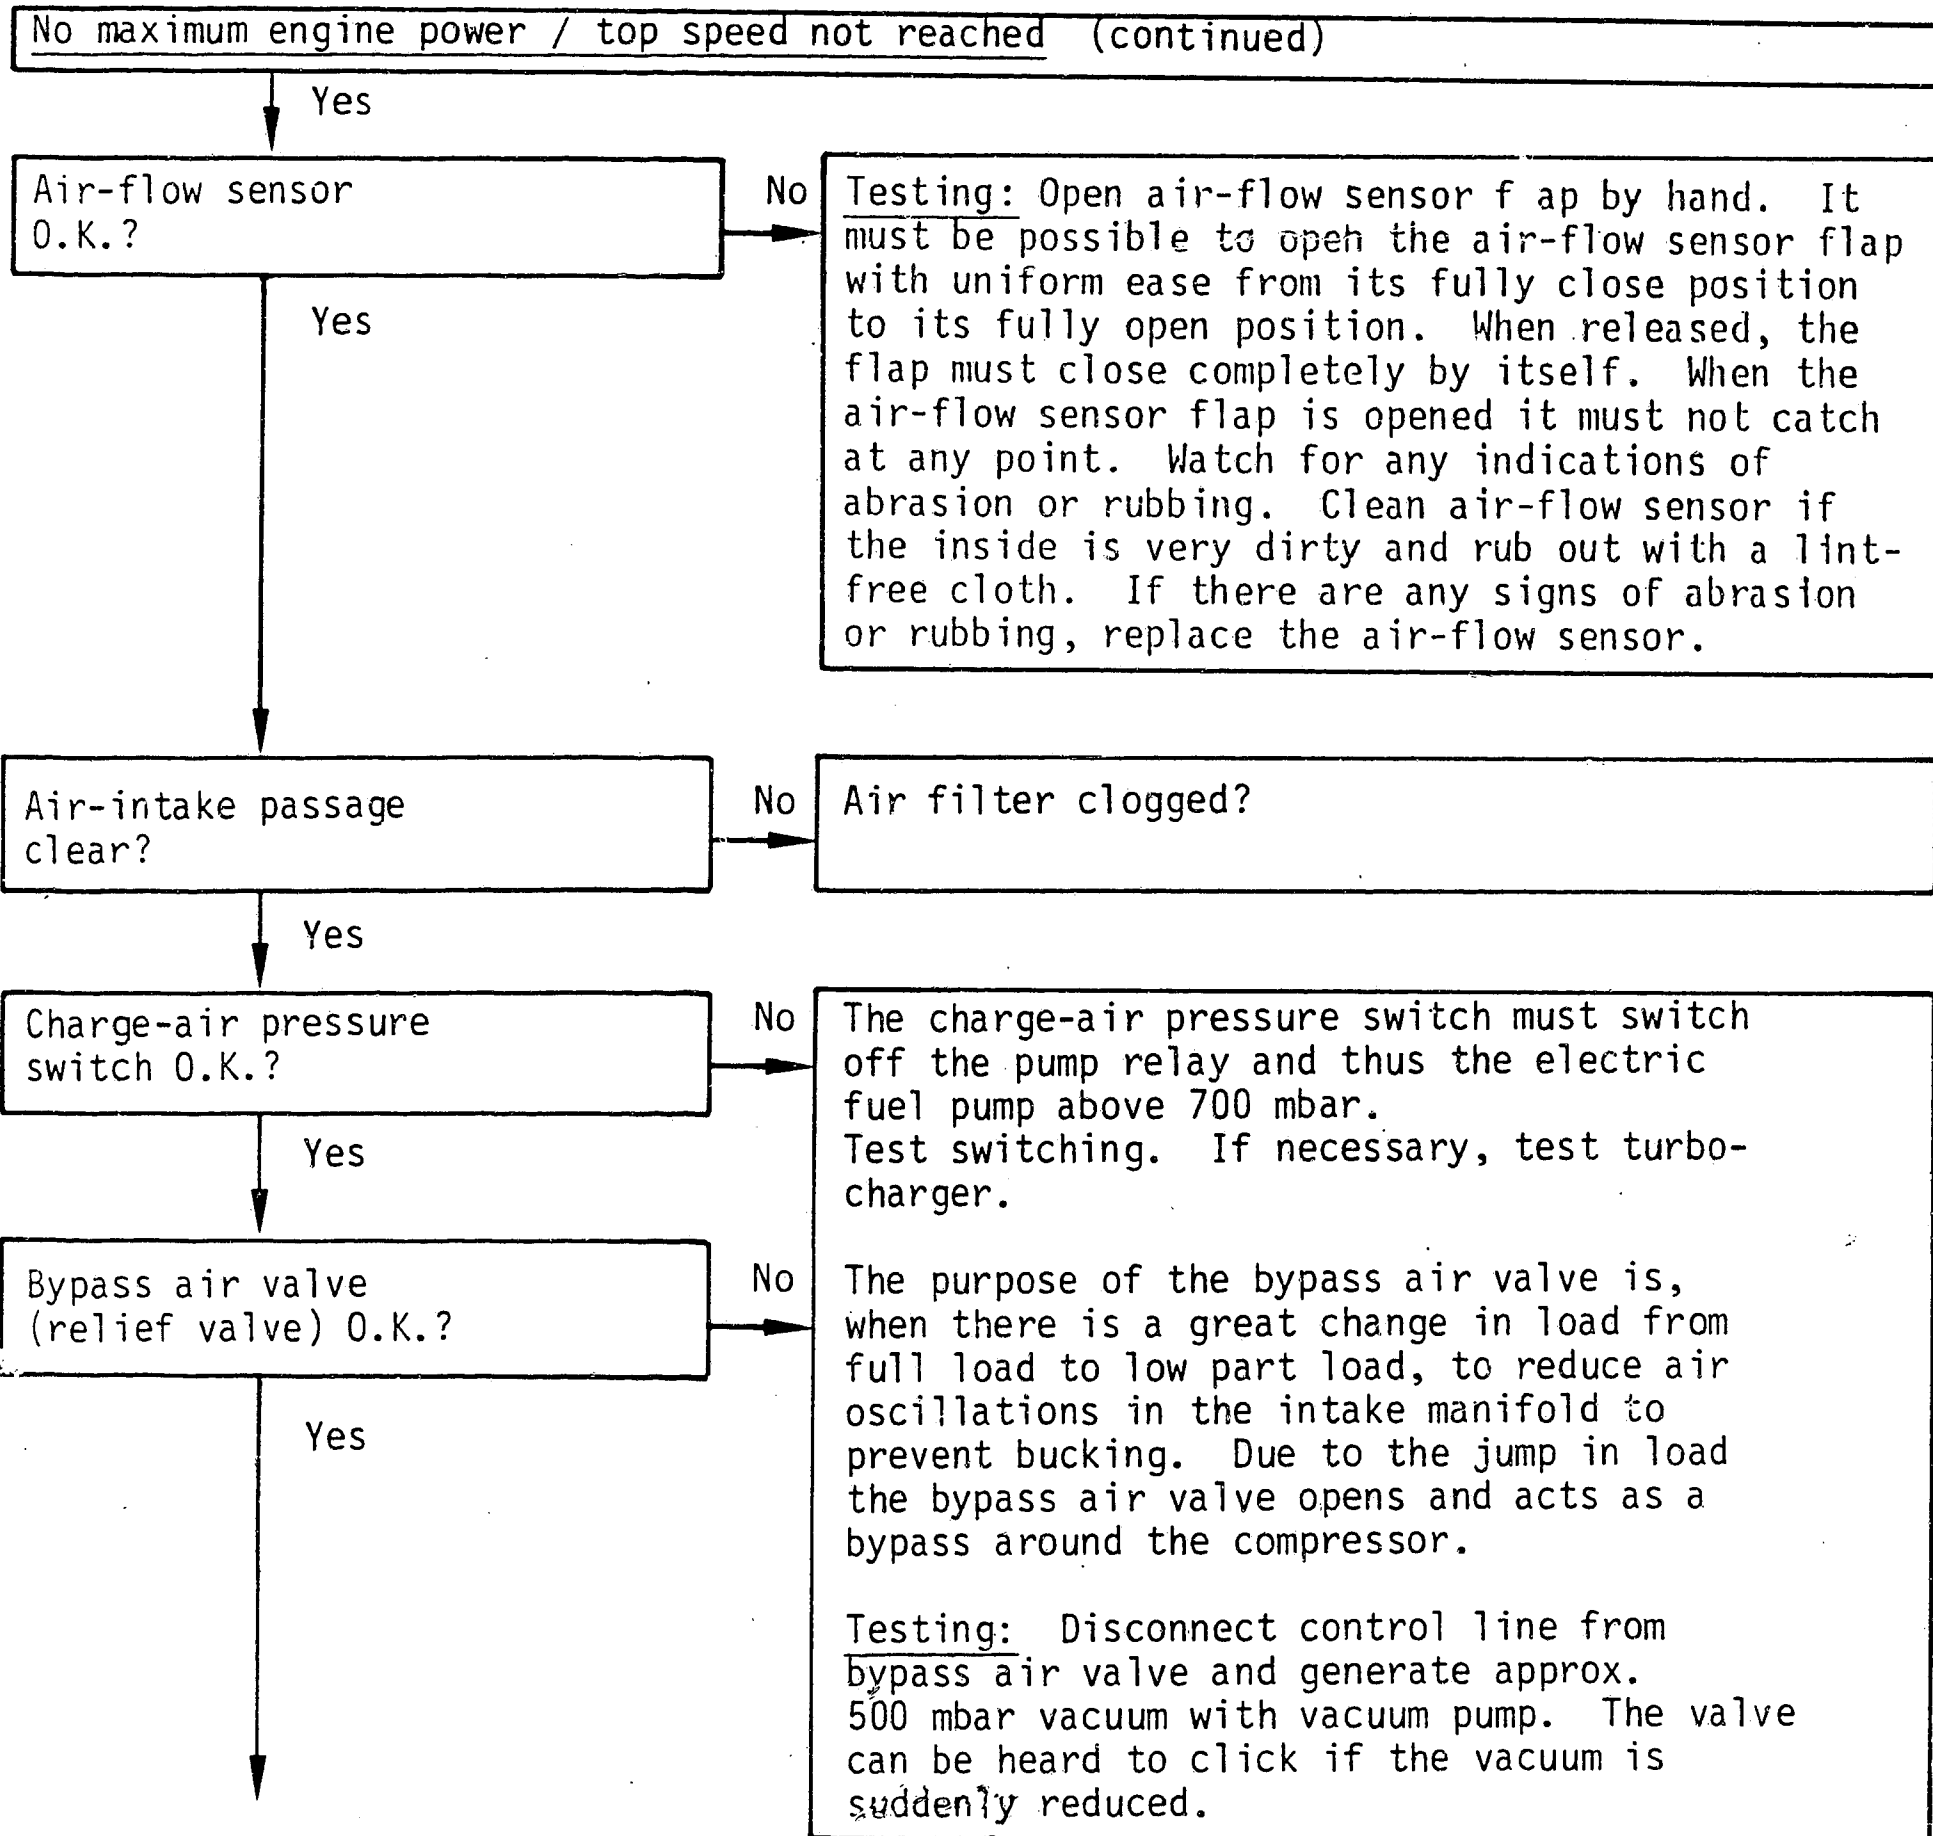 No maximum engine power / top speed not reached (continued)
Yes
Air-flow sensor
O.K.?
No
Testing: Open air-flow sensor f ap by hand. It
must be possible to open the air-flow sensor flap
with uniform ease from its fully close position
to its fully open position. When released, the
flap must close completely by itself. When the
air-flow sensor flap is opened it must not catch
at any point. Watch for any indications of
abrasion or rubbing. Clean air-flow sensor if
the inside is very dirty and rub out with a lint-
free cloth. If there are any signs of abrasion
or rubbing, replace the air-flow sensor.
Yes
Air-intake passage
clear?
No
Air filter clogged?
Yes
Charge-air pressure
switch O.K.?
No
The charge-air pressure switch must switch
off the pump relay and thus the electric
fuel pump above 700 mbar.
Test switching. If necessary, test turbo-
charger.
Yes
Bypass air valve
(relief valve) O.K.?
No
The purpose of the bypass air valve is,
when there is a great change in load from
full load to low part load, to reduce air
oscillations in the intake manifold to
prevent bucking. Due to the jump in load
the bypass air valve opens and acts as a
bypass around the compressor.
Testing: Disconnect control line from
bypass air valve and generate approx.
500 mbar vacuum with vacuum pump. The valve
can be heard to click if the vacuum is
suddenly reduced.
Yes